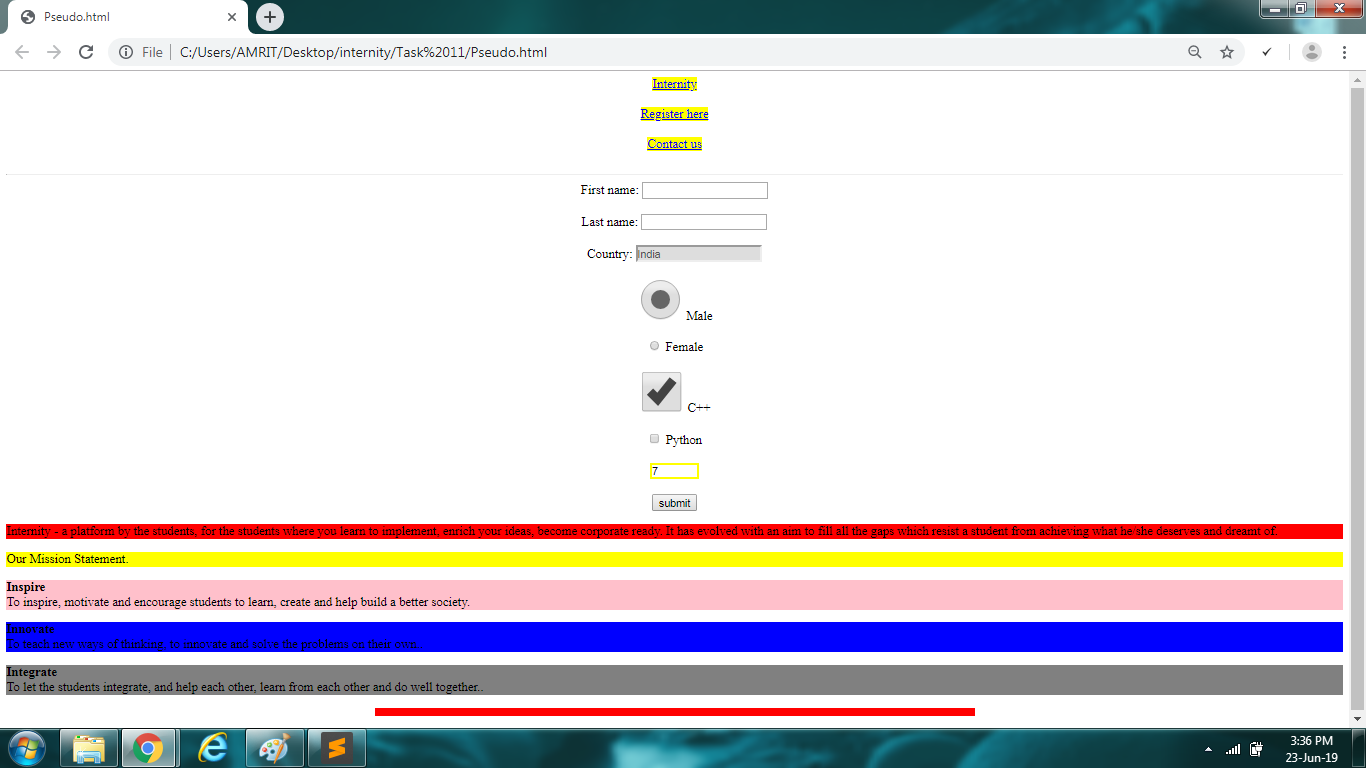 Pseudo.html
File
C:/Users/AMRIT/Desktop/internity/Task%2011/Pseudo.html
Internity
Register here
Contact us
First name:
Last name:
Country: India
Male
Female
C++
Python
7
submit
Internity - a platform by the students, for the students where you learn to implement, enrich your ideas, become corporate ready. It has evolved with an aim to fill all the gaps which resist a student from achieving what he/she deserves and dreamt of.
Our Mission Statement.
Inspire
To inspire, motivate and encourage students to learn, create and help build a better society.
Innovate
To teach new ways of thinking, to innovate and solve the problems on their own.
Integrate
To let the students integrate, and help each other, learn from each other and do well together..
3:36 PM
23-Jun-19